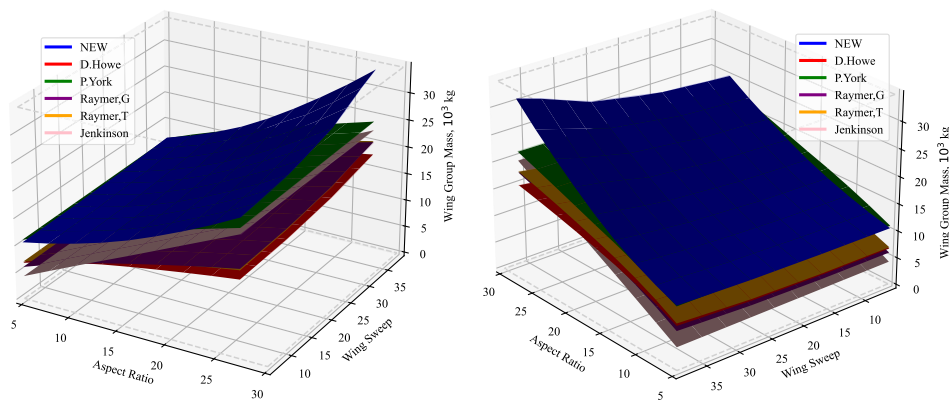 NEW
D.Howe
P.York
Raymer,G
Raymer,T
Jenkinson
30
25
20
15
10
5
0
Wing Group Mass, 10³ kg
5
10
15
20
25
30
Aspect Ratio
10
15
20
25
30
35
Wing Sweep
NEW
D.Howe
P.York
Raymer,G
Raymer,T
Jenkinson
30
25
20
15
10
5
0
Wing Group Mass, 10³ kg
30
25
20
15
10
5
Aspect Ratio
35
30
25
20
15
10
Wing Sweep